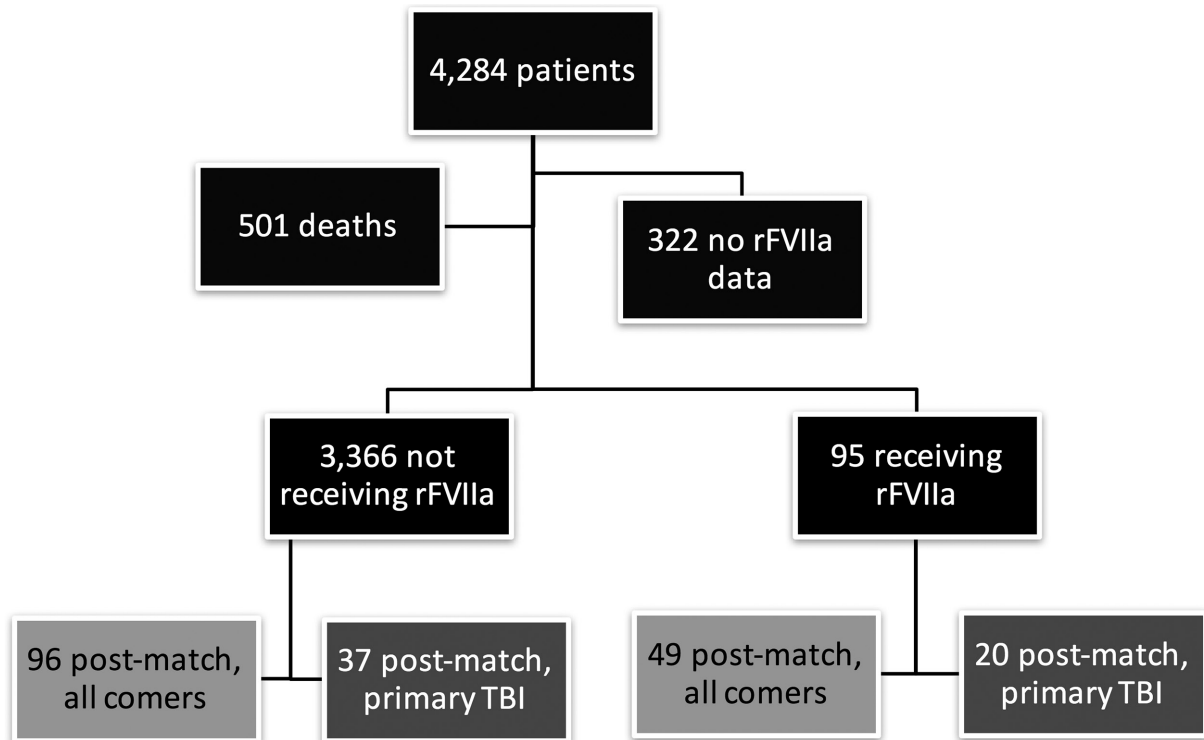 4,284 patients
501 deaths
322 no rFVIIa
data
3,366 not
receiving rFVIIa
95 receiving
rFVIIa
96 post-match,
all comers
37 post-match,
primary TBI
49 post-match,
all comers
20 post-match,
primary TBI